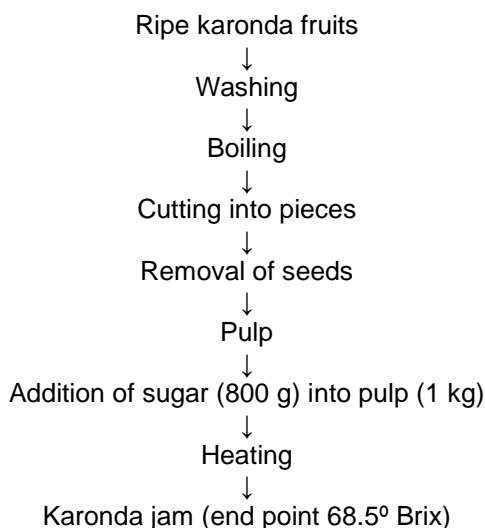 Ripe karonda fruits
↓
Washing
↓
Boiling
↓
Cutting into pieces
↓
Removal of seeds
↓
Pulp
↓
Addition of sugar (800 g) into pulp (1 kg)
↓
Heating
↓
Karonda jam (end point 68.5º Brix)